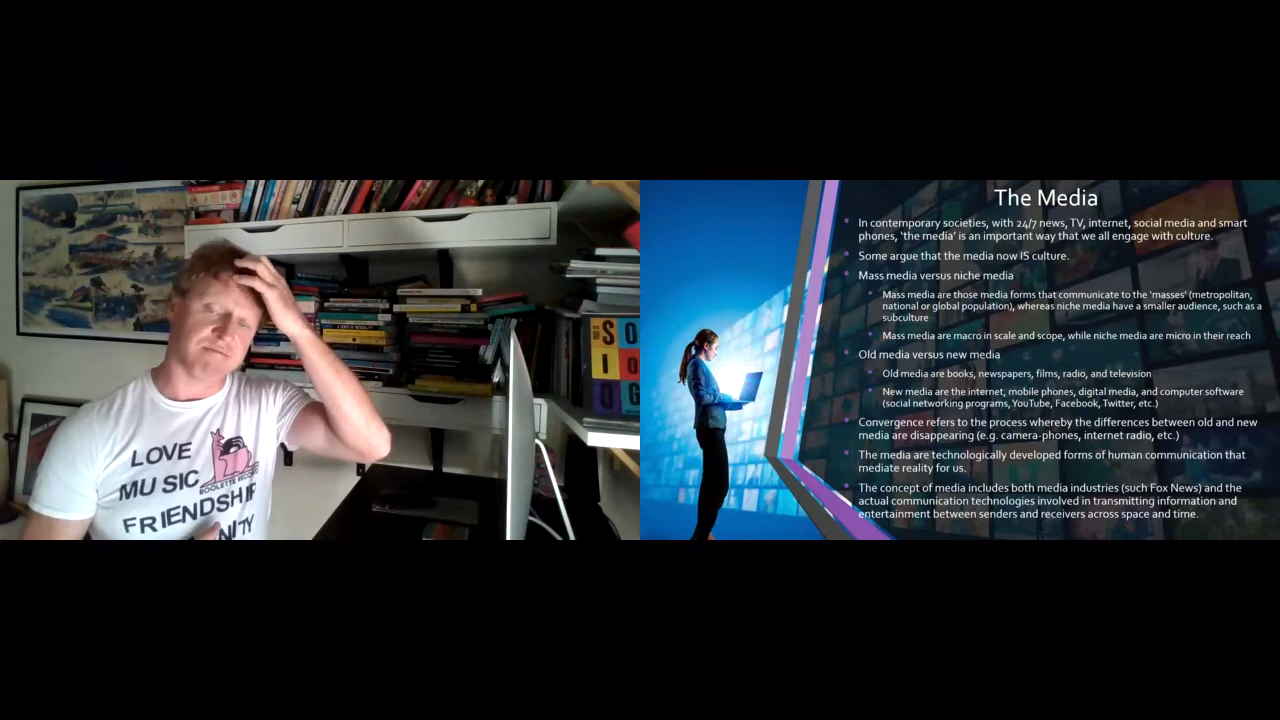 LOVE
MUSIC
ROOLETTE RECO
FRIENDSHIP
NITY
S O
I O
G
The Media
In contemporary societies, with 24/7 news, TV, internet, social media and smart
phones, ‘the media’ is an important way that we all engage with culture.
Some argue that the media now IS culture.
Mass media versus niche media
Mass media are those media forms that communicate to the ‘masses’ (metropolitan,
national or global population), whereas niche media have a smaller audience, such as a
subculture
Mass media are macro in scale and scope, while niche media are micro in their reach
Old media versus new media
Old media are books, newspapers, films, radio, and television
New media are the internet, mobile phones, digital media, and computer software
(social networking programs, YouTube, Facebook, Twitter, etc.)
Convergence refers to the process whereby the differences between old and new
media are disappearing (e.g. camera-phones, internet radio, etc.)
The media are technologically developed forms of human communication that
mediate reality for us.
The concept of media includes both media industries (such Fox News) and the
actual communication technologies involved in transmitting information and
entertainment between senders and receivers across space and time.